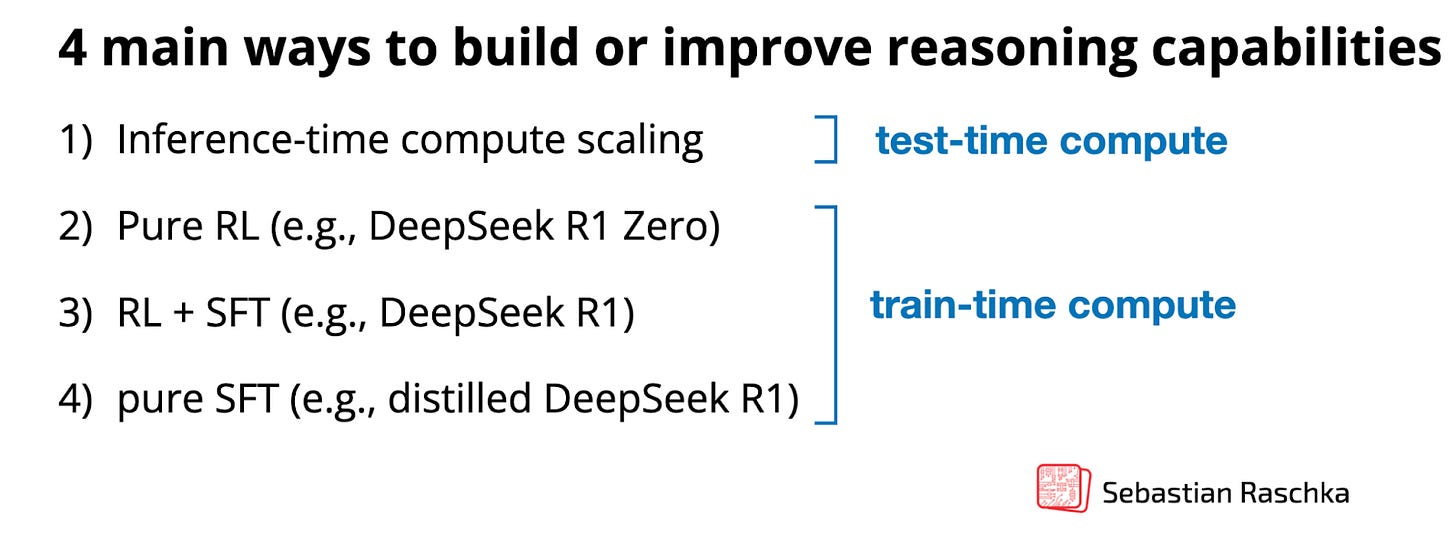 4 main ways to build or improve reasoning capabilities
1) Inference-time compute scaling
test-time compute
2) Pure RL (e.g., DeepSeek R1 Zero)
3) RL + SFT (e.g., DeepSeek R1)
train-time compute
4) pure SFT (e.g., distilled DeepSeek R1)
Sebastian Raschka